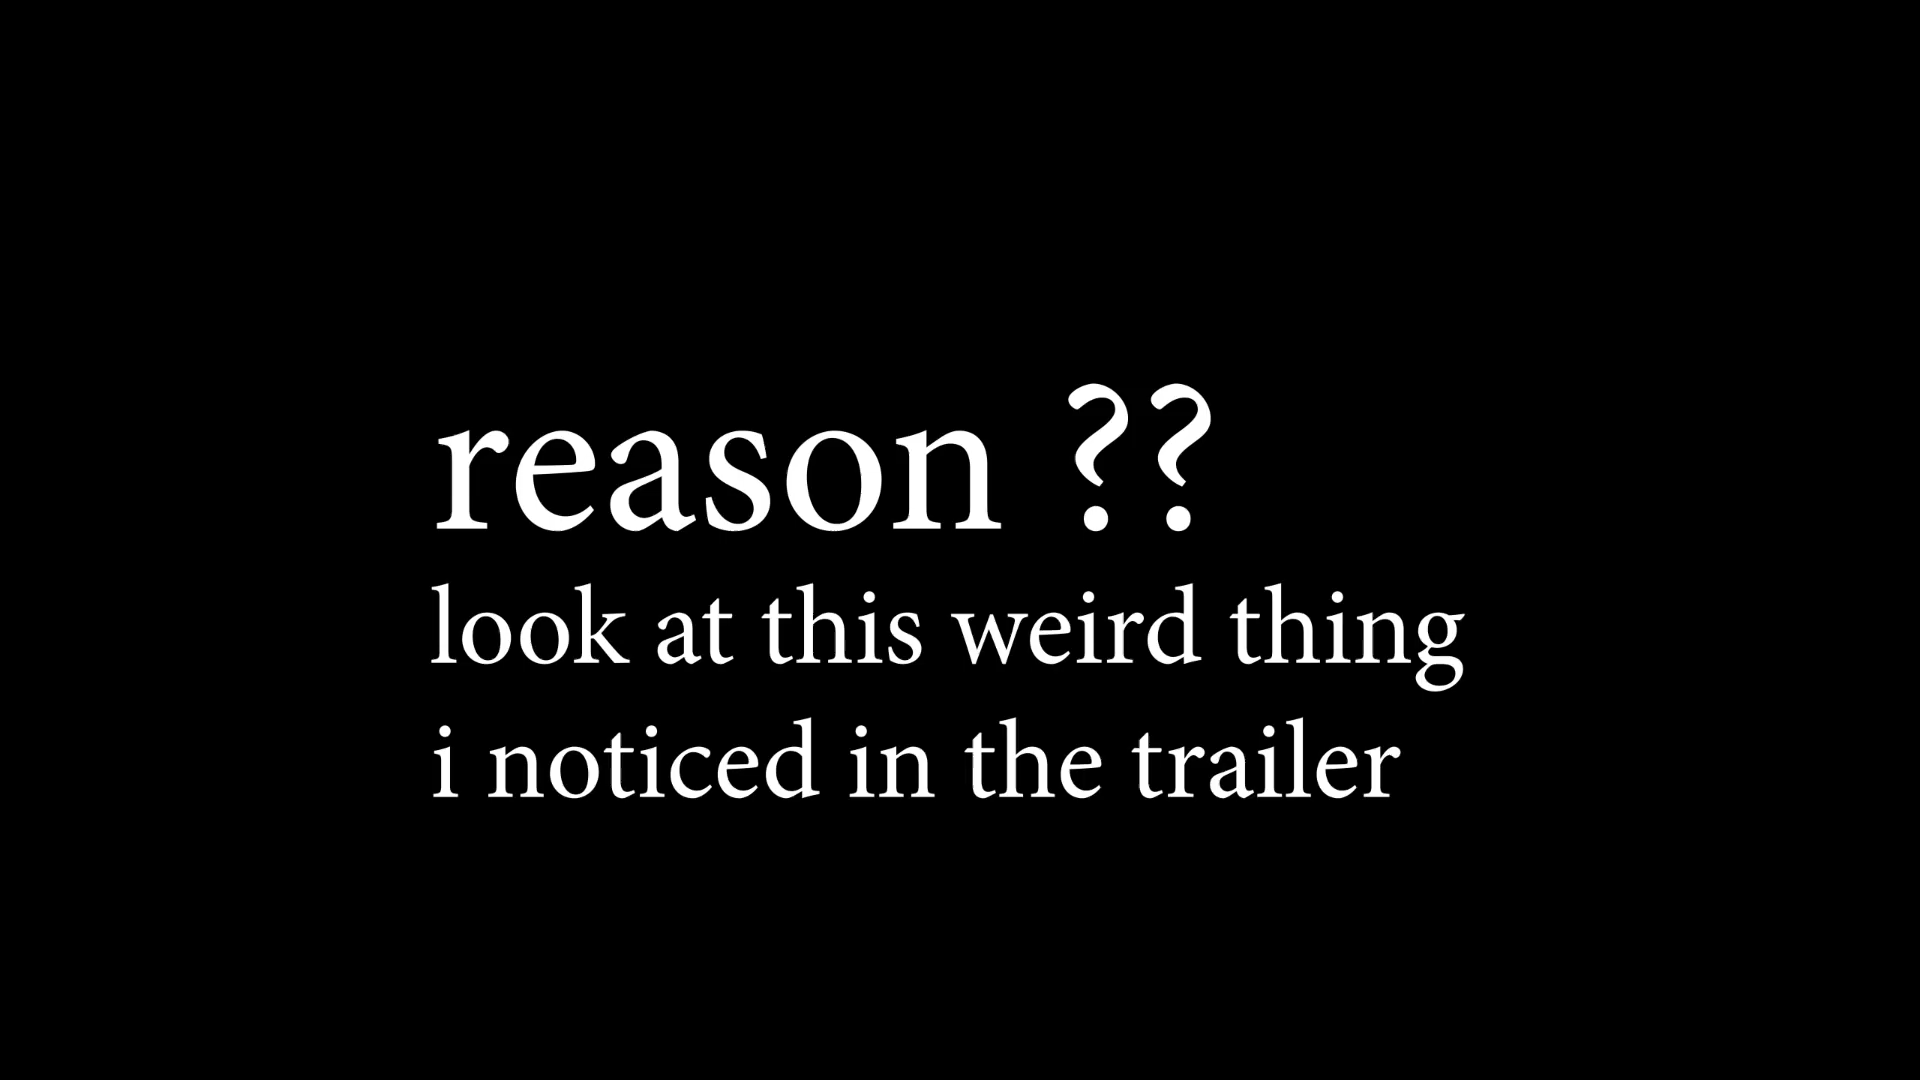 reason ??
look at this weird thing
i noticed in the trailer